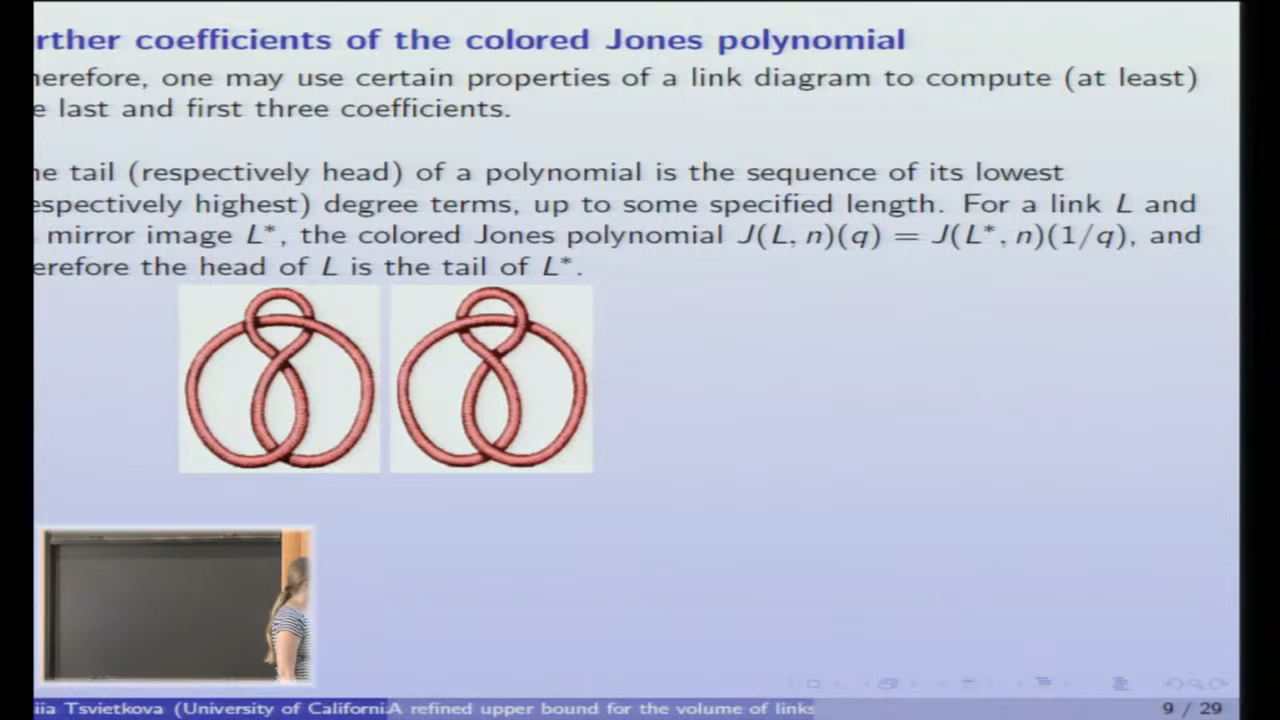 rther coefficients of the colored Jones polynomial
herefore, one may use certain properties of a link diagram to compute (at least)
e last and first three coefficients.
he tail (respectively head) of a polynomial is the sequence of its lowest
espectively highest) degree terms, up to some specified length. For a link L and
mirror image L*, the colored Jones polynomial J(L, n)(q) = J(L*, n)(1/q), and
erefore the head of L is the tail of L*.
iia Tsvietkova (University of Californi A refined upper bound for the volume of links 9 / 29